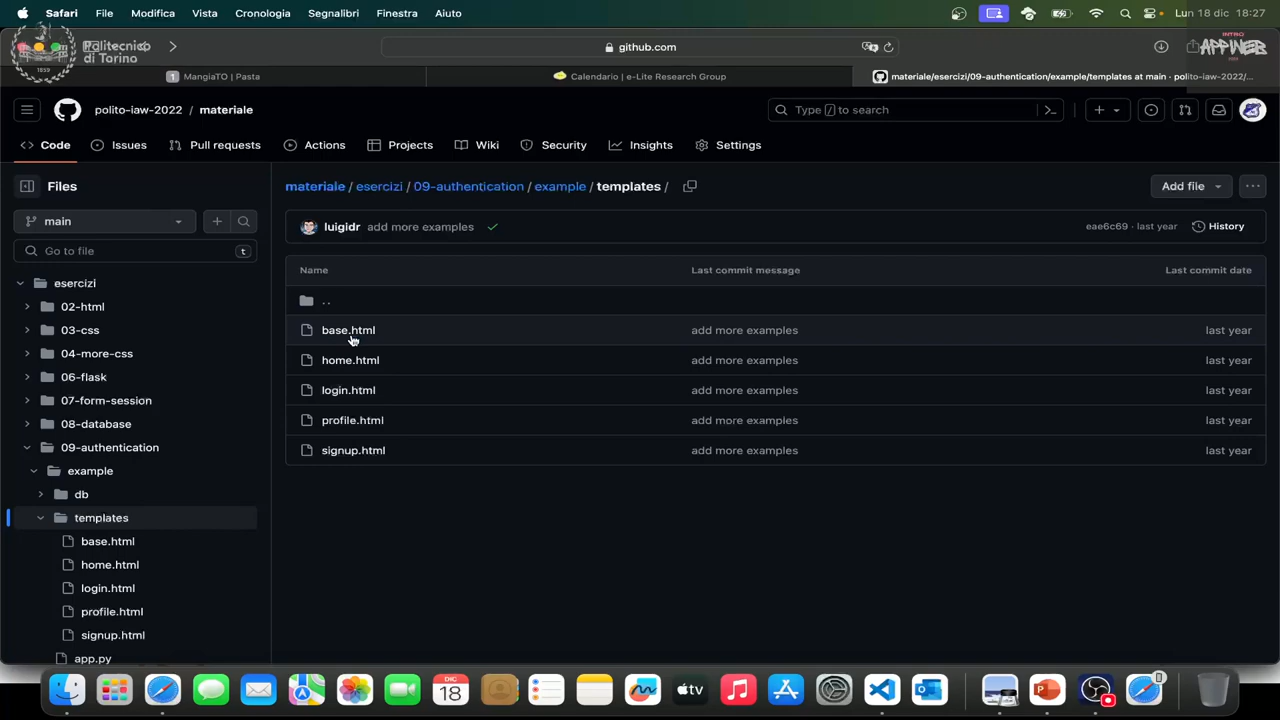 Safari File Modifica Vista Cronologia Segnalibri Finestra Aiuto Lun 18 dic 18:27
Politecnico
di Torino
1859
github.com
INTRO
APPINEB
1 MangiaTO | Pasta
Calendario | e-Lite Research Group
materiale/esercizi/09-authentication/example/templates at main · polito-iaw-2022/...
polito-iaw-2022 / materiale
Type / to search
Code Issues Pull requests Actions Projects Wiki Security Insights Settings
Files
main
Go to file t
esercizi
02-html
03-css
04-more-css
06-flask
07-form-session
08-database
09-authentication
example
db
templates
base.html
home.html
login.html
profile.html
signup.html
app.py
materiale / esercizi / 09-authentication / example / templates /
Add file
luigidr add more examples eae6c69 · last year History
Name Last commit message Last commit date
..
base.html add more examples last year
home.html add more examples last year
login.html add more examples last year
profile.html add more examples last year
signup.html add more examples last year
DIC
18
tv